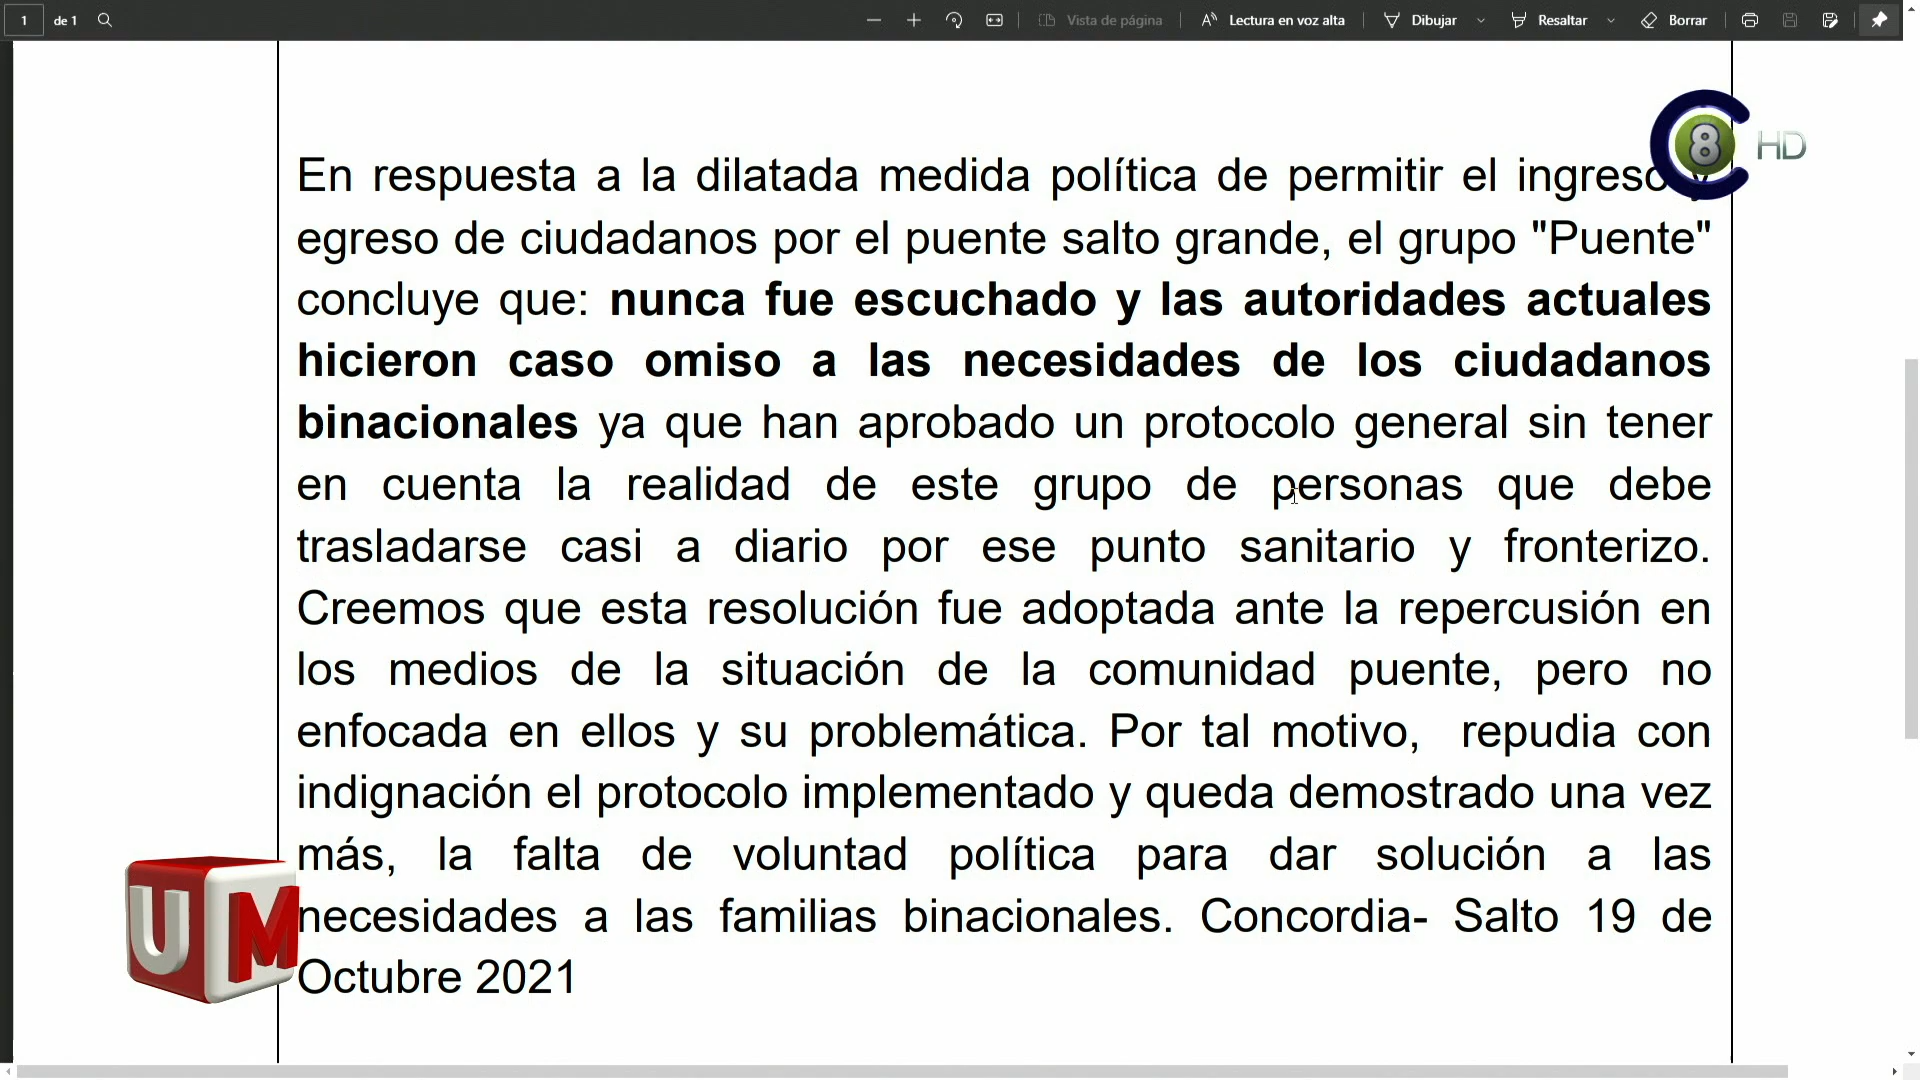 1 de 1 Vista de página Lectura en voz alta Dibujar Resaltar Borrar
8 HD
En respuesta a la dilatada medida política de permitir el ingreso y
egreso de ciudadanos por el puente salto grande, el grupo "Puente"
concluye que: nunca fue escuchado y las autoridades actuales
hicieron caso omiso a las necesidades de los ciudadanos
binacionales ya que han aprobado un protocolo general sin tener
en cuenta la realidad de este grupo de personas que debe
trasladarse casi a diario por ese punto sanitario y fronterizo.
Creemos que esta resolución fue adoptada ante la repercusión en
los medios de la situación de la comunidad puente, pero no
enfocada en ellos y su problemática. Por tal motivo, repudia con
indignación el protocolo implementado y queda demostrado una vez
más, la falta de voluntad política para dar solución a las
necesidades a las familias binacionales. Concordia- Salto 19 de
Octubre 2021
UM